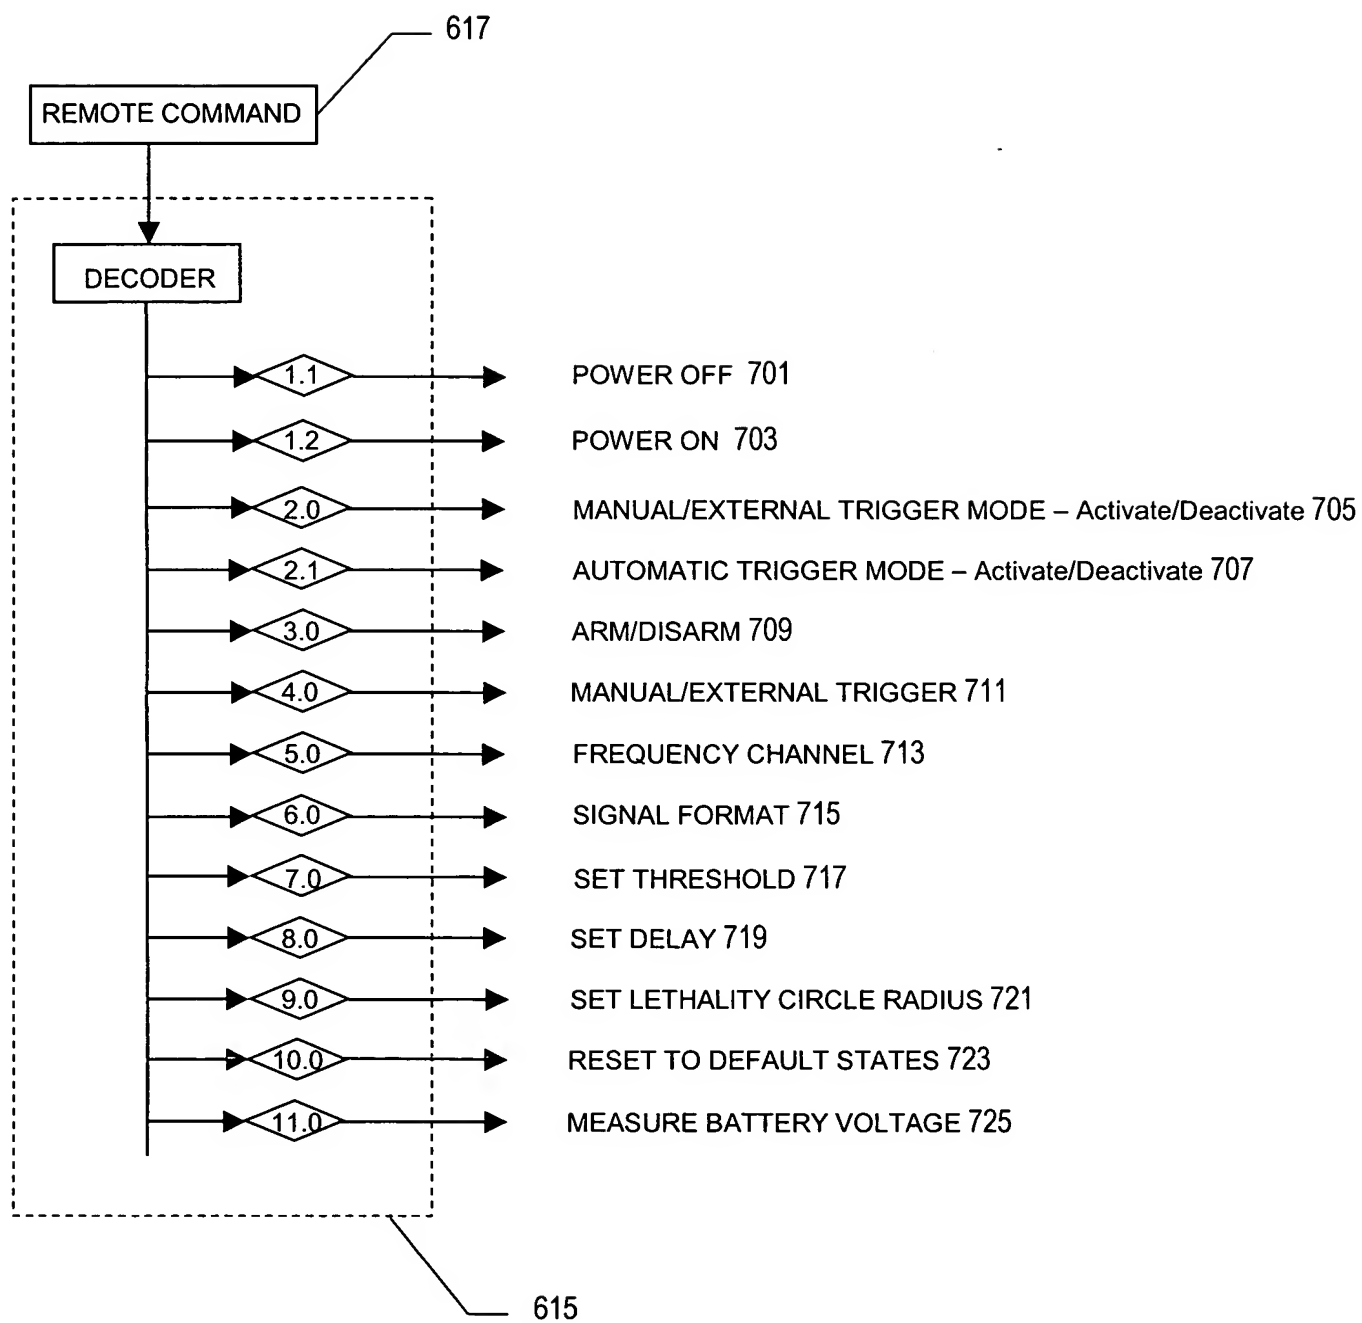 617
REMOTE COMMAND
DECODER
1.1 POWER OFF 701
1.2 POWER ON 703
2.0 MANUAL/EXTERNAL TRIGGER MODE – Activate/Deactivate 705
2.1 AUTOMATIC TRIGGER MODE – Activate/Deactivate 707
3.0 ARM/DISARM 709
4.0 MANUAL/EXTERNAL TRIGGER 711
5.0 FREQUENCY CHANNEL 713
6.0 SIGNAL FORMAT 715
7.0 SET THRESHOLD 717
8.0 SET DELAY 719
9.0 SET LETHALITY CIRCLE RADIUS 721
10.0 RESET TO DEFAULT STATES 723
11.0 MEASURE BATTERY VOLTAGE 725
615